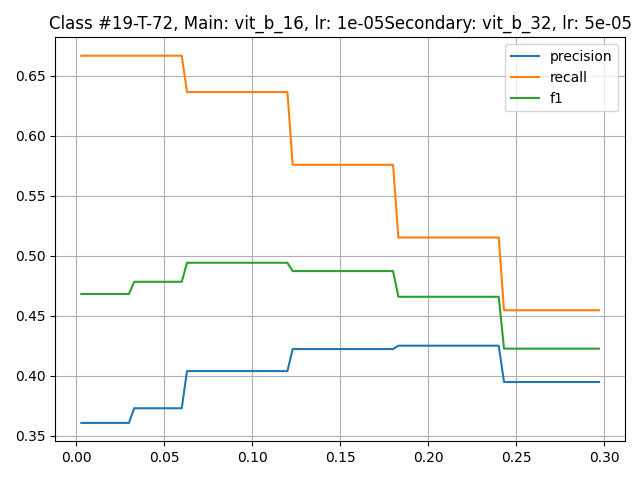 Class #19-T-72, Main: vit_b_16, lr: 1e-05Secondary: vit_b_32, lr: 5e-05
precision
recall
f1
0.65
0.60
0.55
0.50
0.45
0.40
0.35
0.00 0.05 0.10 0.15 0.20 0.25 0.30